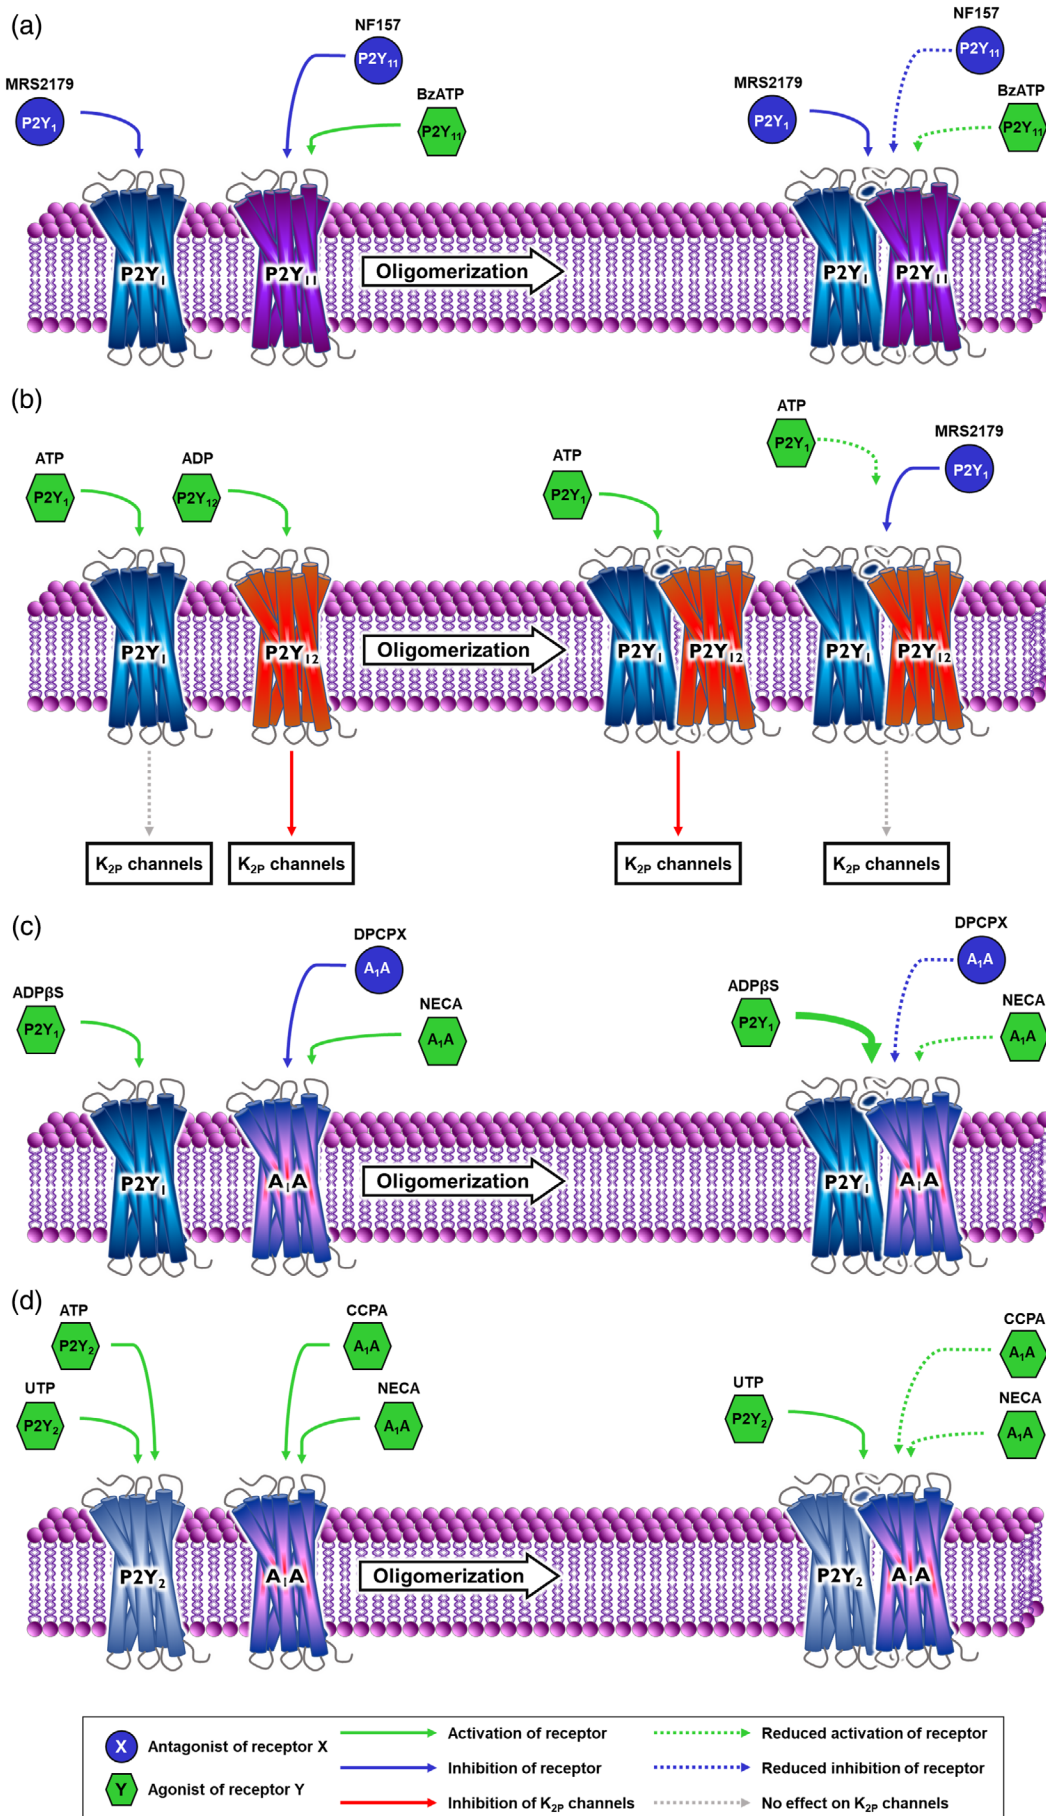 (a)
NF157
P2Y₁₁
MRS2179
P2Y₁
BzATP
P2Y₁₁
NF157
P2Y₁₁
MRS2179
P2Y₁
BzATP
P2Y₁₁
P2Y₁
P2Y₁₁
Oligomerization
P2Y₁
P2Y₁₁
(b)
ATP
P2Y₁
ADP
P2Y₁₂
ATP
P2Y₁
ATP
P2Y₁
MRS2179
P2Y₁
P2Y₁
P2Y₁₂
Oligomerization
P2Y₁
P2Y₁₂
P2Y₁
P2Y₁₂
K₂P channels
K₂P channels
K₂P channels
K₂P channels
(c)
DPCPX
A₁A
ADPβS
P2Y₁
NECA
A₁A
DPCPX
A₁A
ADPβS
P2Y₁
NECA
A₁A
P2Y₁
A₁A
Oligomerization
P2Y₁
A₁A
(d)
ATP
P2Y₂
UTP
P2Y₂
CCPA
A₁A
NECA
A₁A
CCPA
A₁A
UTP
P2Y₂
NECA
A₁A
P2Y₂
A₁A
Oligomerization
P2Y₂
A₁A
X Antagonist of receptor X
Y Agonist of receptor Y
Activation of receptor
Inhibition of receptor
Inhibition of K₂P channels
Reduced activation of receptor
Reduced inhibition of receptor
No effect on K₂P channels